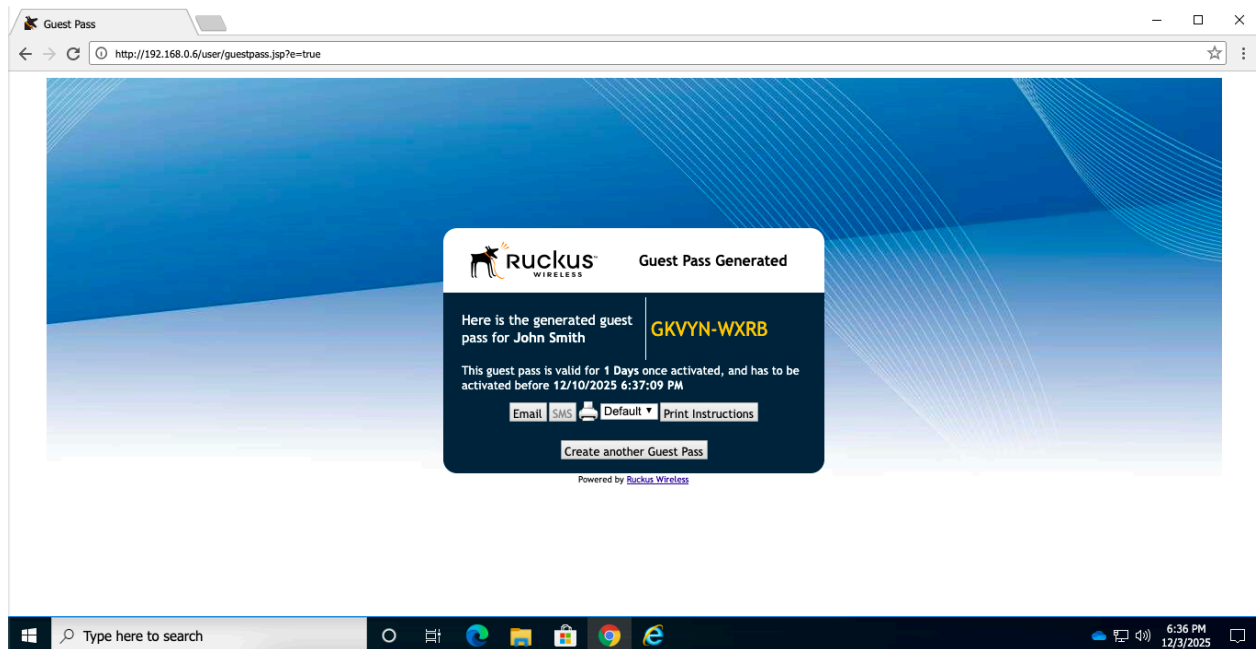 Guest Pass
http://192.168.0.6/user/guestpass.jsp?e=true
RUCKUS™
WIRELESS
Guest Pass Generated
Here is the generated guest
pass for John Smith
GKVYN-WXRB
This guest pass is valid for 1 Days once activated, and has to be
activated before 12/10/2025 6:37:09 PM
Email SMS Default Print Instructions
Create another Guest Pass
Powered by Ruckus Wireless
Type here to search
6:36 PM
12/3/2025